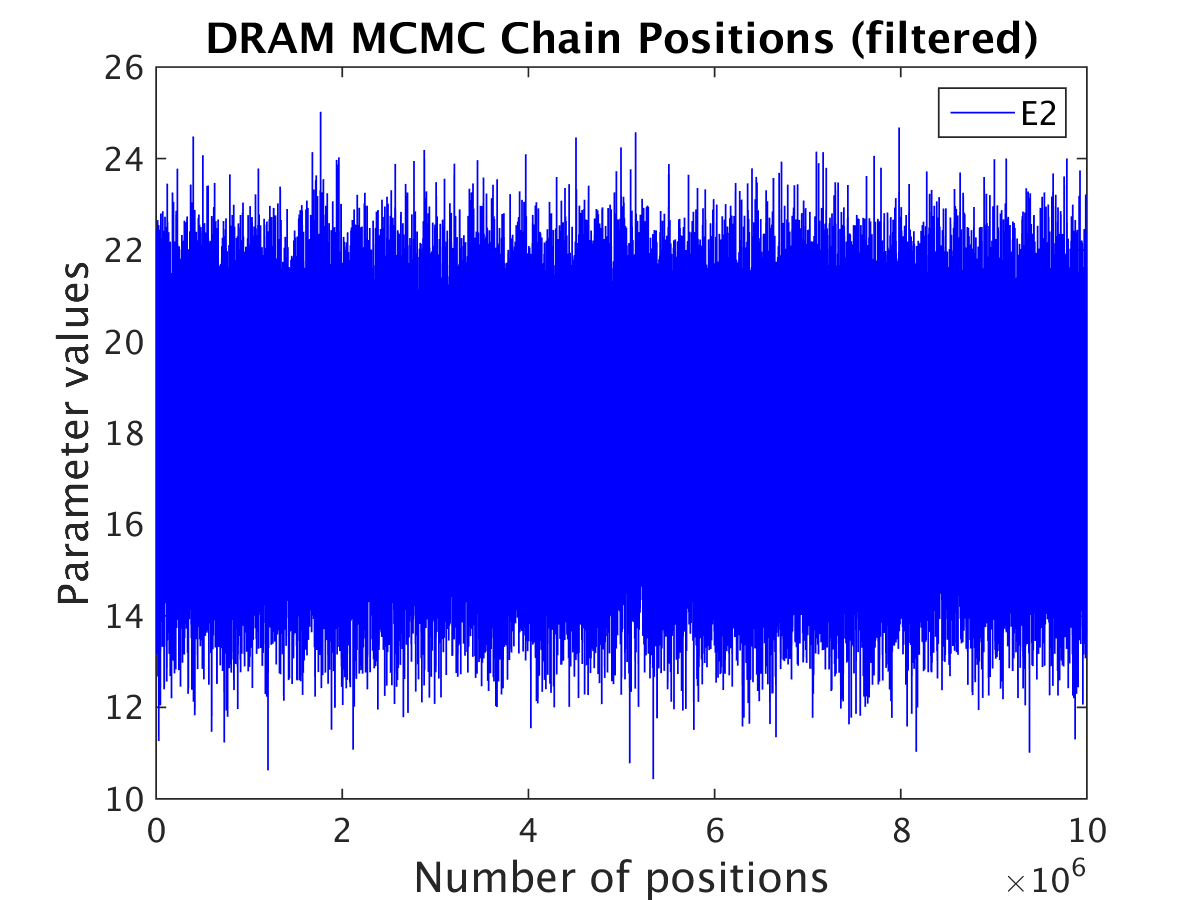 DRAM MCMC Chain Positions (filtered)
26
24
22
20
18
16
14
12
10
Parameter values
E2
0 2 4 6 8 10
Number of positions
×10^6